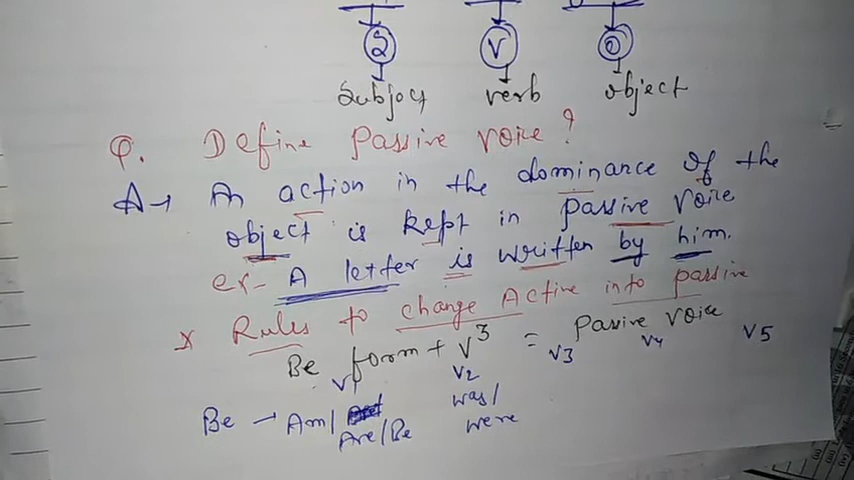 S V O
Subject verb object
Q. Define Passive voice?
A→ An action in the dominance of the
object is kept in passive voice
ex- A letter is written by him.
x Rules to change Active into passive
Be form + V3 = Passive voice
V1 V2 V3 V4 V5
Be → Am/ was/
Are/Be were